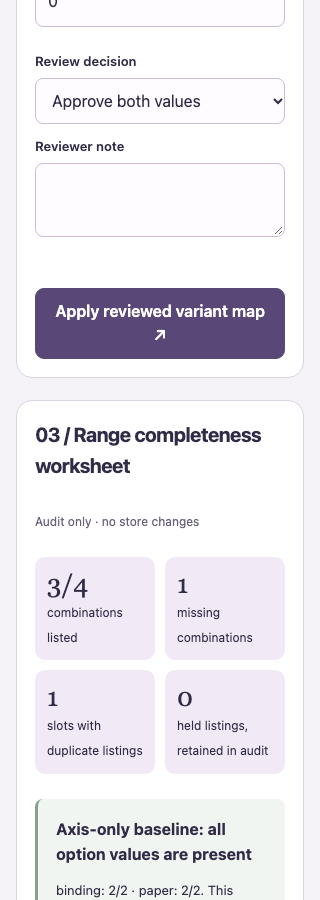 0
Review decision
Approve both values
Reviewer note
Apply reviewed variant map
↗
03 / Range completeness
worksheet
Audit only · no store changes
3/4
combinations
listed
1
missing
combinations
1
slots with
duplicate listings
0
held listings,
retained in audit
Axis-only baseline: all
option values are present
binding: 2/2 · paper: 2/2. This